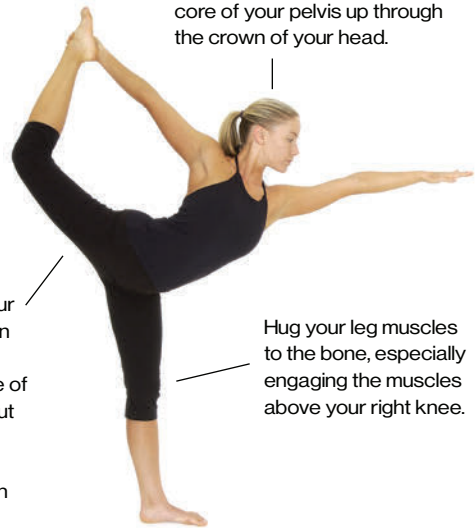 core of your pelvis up through
the crown of your head.
Hug your leg muscles
to the bone, especially
engaging the muscles
above your right knee.
of